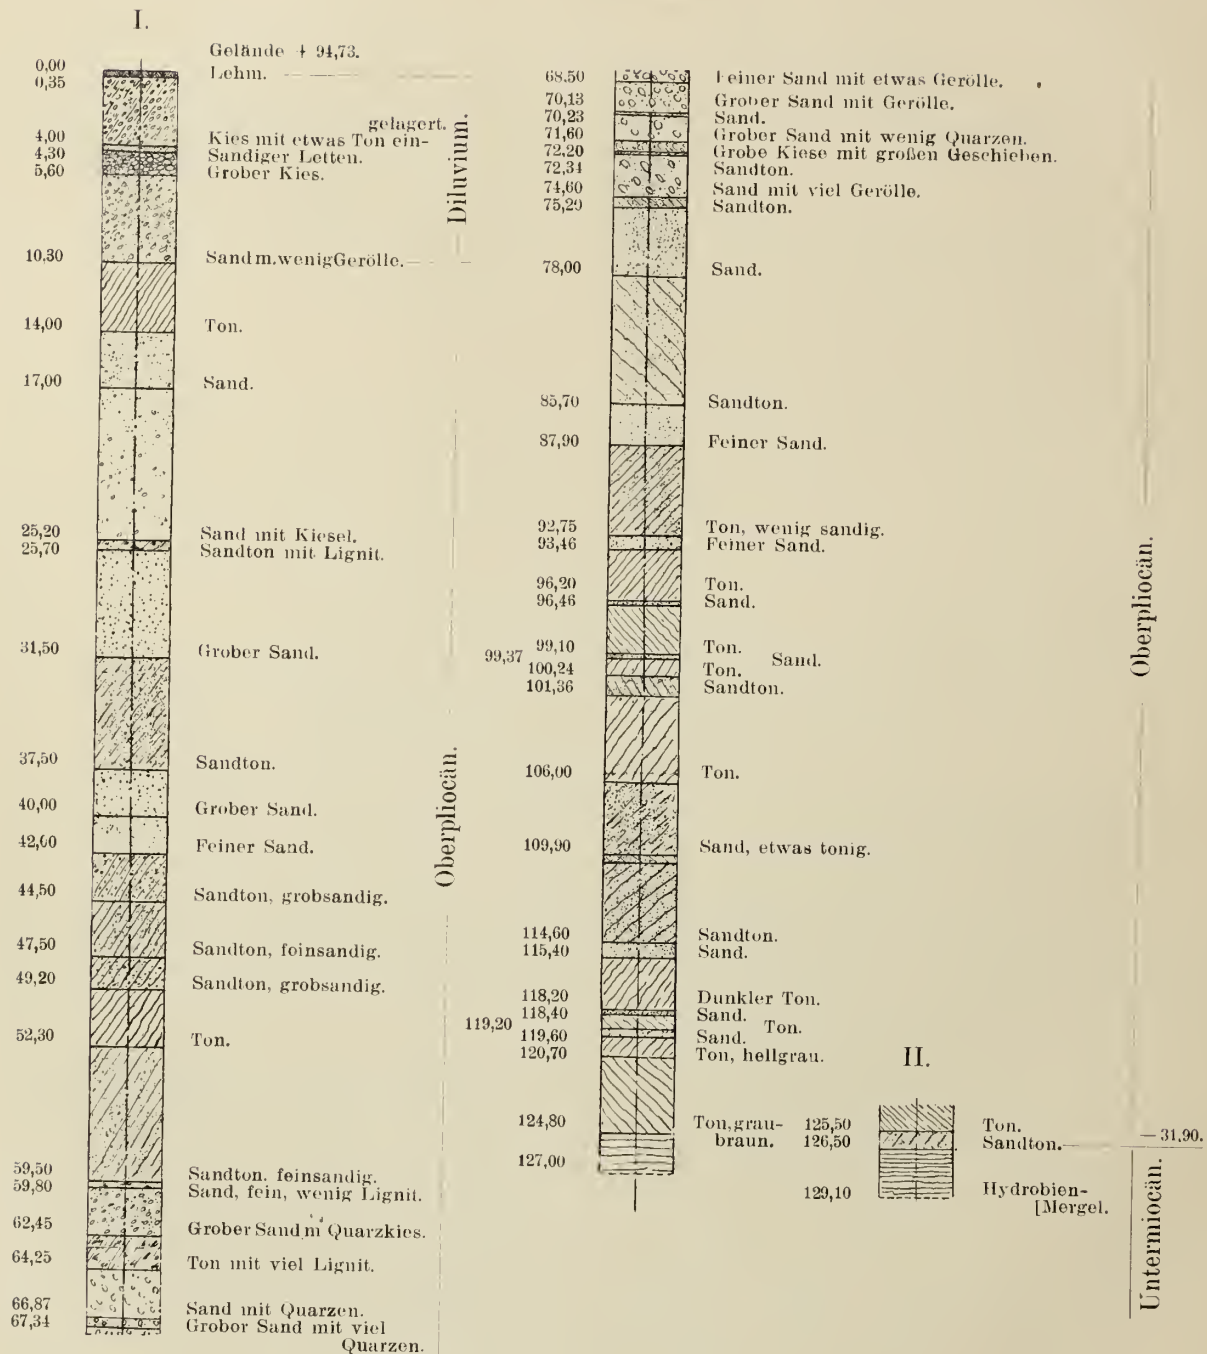 I.
Gelände + 94,73.
0,00
0,35 Lehm.
gelagert.
4,00 Kies mit etwas Ton ein-
4,30 Sandiger Letten.
5,60 Grober Kies.
10,30 Sand m. wenig Gerölle.
14,00 Ton.
17,00 Sand.
25,20 Sand mit Kiesel.
25,70 Sandton mit Lignit.
31,50 Grober Sand.
37,50 Sandton.
40,00 Grober Sand.
42,00 Feiner Sand.
44,50 Sandton, grobsandig.
47,50 Sandton, feinsandig.
49,20 Sandton, grobsandig.
52,30 Ton.
59,50 Sandton. feinsandig.
59,80 Sand, fein, wenig Lignit.
62,45 Grober Sand m Quarzkies.
64,25 Ton mit viel Lignit.
66,87 Sand mit Quarzen.
67,34 Grober Sand mit viel
Quarzen.
Diluvium.
Oberpliocän.
68.50 Feiner Sand mit etwas Gerölle.
70,13 Grober Sand mit Gerölle.
70,23 Sand.
71,60 Grober Sand mit wenig Quarzen.
72,20 Grobe Kiese mit großen Geschieben.
72,34 Sandton.
74,60 Sand mit viel Gerölle.
75,20 Sandton.
78,00 Sand.
85,70 Sandton.
87,90 Feiner Sand.
92,75 Ton, wenig sandig.
93,46 Feiner Sand.
96,20 Ton.
96,46 Sand.
99,10 Ton.
99,37 Sand.
100,24 Ton.
101,36 Sandton.
106,00 Ton.
109,90 Sand, etwas tonig.
114,60 Sandton.
115,40 Sand.
118,20 Dunkler Ton.
118,40 Sand.
119,20 Ton.
119,60 Sand.
120,70 Ton, hellgrau.
124,80 Ton, grau-
braun.
127,00
II.
125,50 Ton.
126,50 Sandton. — 31,90.
129,10 Hydrobien-
[Mergel.
Oberpliocän.
Untermiocän.